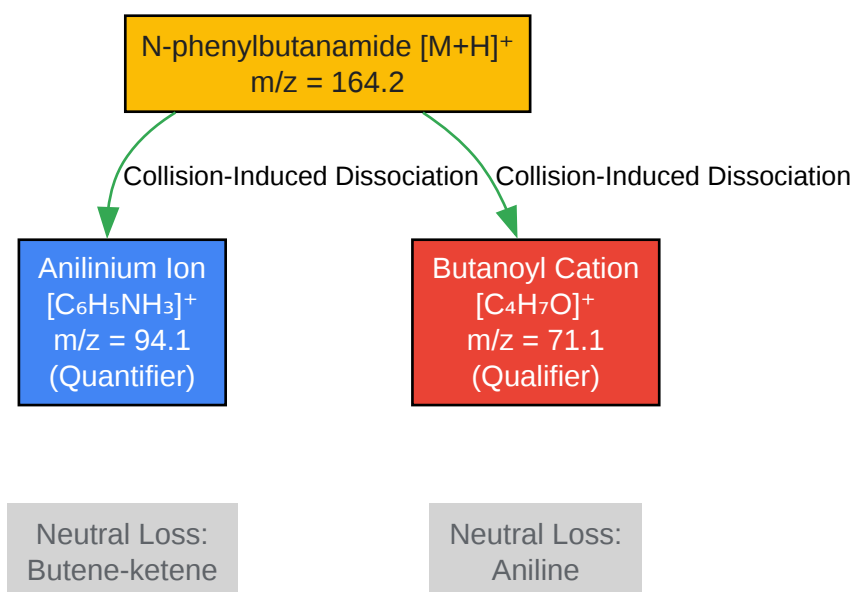 N-phenylbutanamide [M+H]⁺
m/z = 164.2
Collision-Induced Dissociation
Collision-Induced Dissociation
Anilinium Ion
[C₆H₅NH₃]⁺
m/z = 94.1
(Quantifier)
Butanoyl Cation
[C₄H₇O]⁺
m/z = 71.1
(Qualifier)
Neutral Loss:
Butene-ketene
Neutral Loss:
Aniline